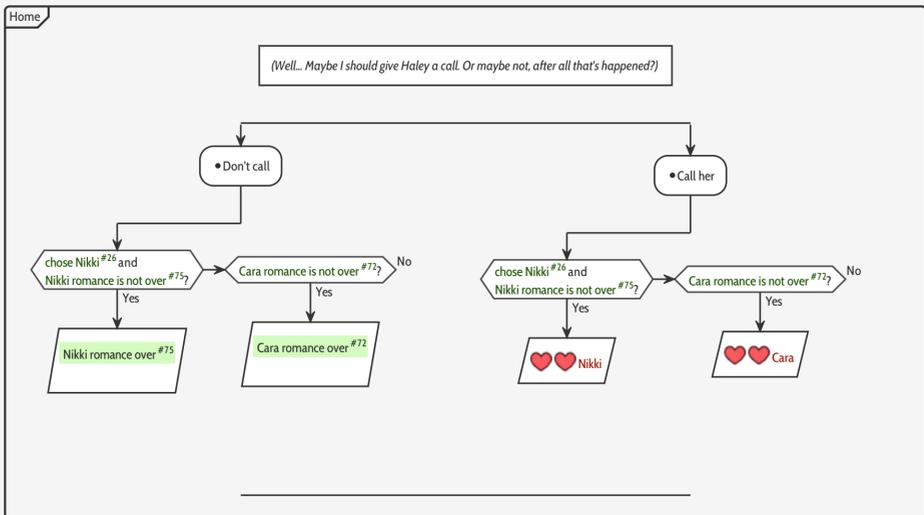 Home
(Well... Maybe I should give Haley a call. Or maybe not, after all that's happened?)
•Don't call
•Call her
chose Nikki #26 and
Nikki romance is not over #75?
Cara romance is not over #72?
No
Yes
Yes
Nikki romance over #75
Cara romance over #72
chose Nikki #26 and
Nikki romance is not over #75?
Cara romance is not over #72?
No
Yes
Yes
Nikki
Cara